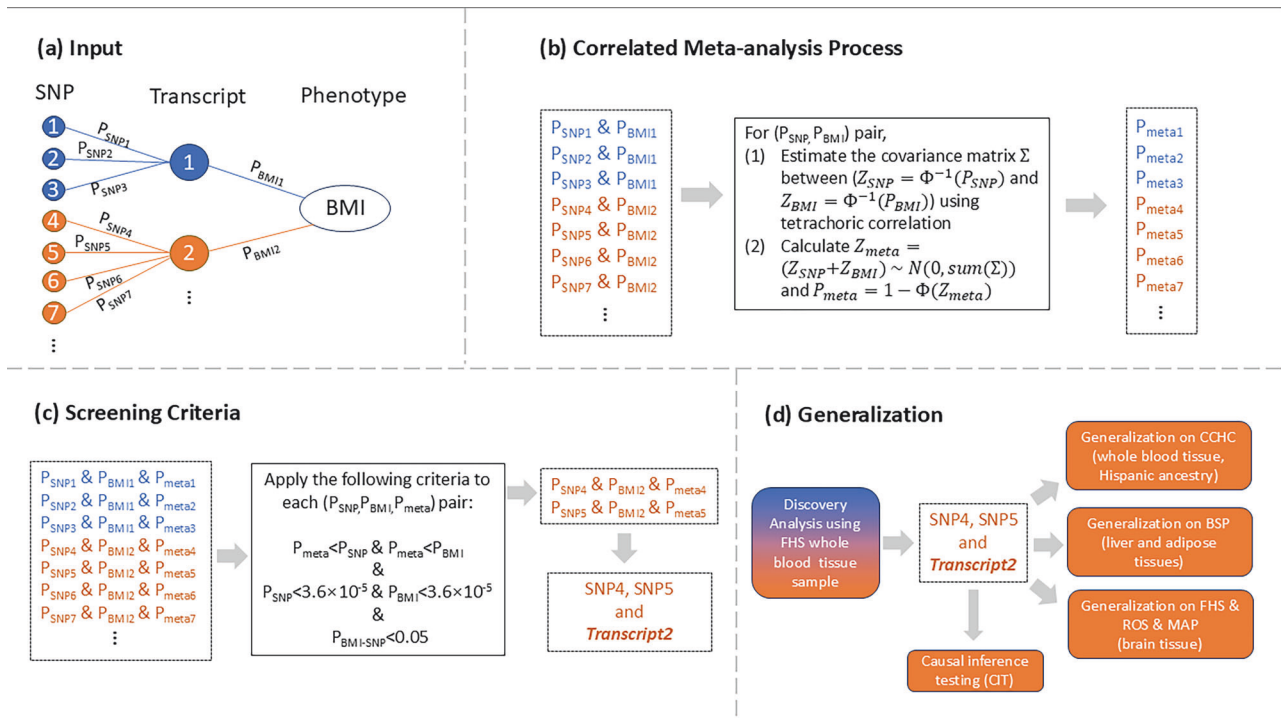 (a) Input
SNP
Transcript
Phenotype
1
2
3
4
5
6
7
⋮
P_SNP1
P_SNP2
P_SNP3
P_SNP4
P_SNP5
P_SNP6
P_SNP7
1
2
⋮
P_BMI1
P_BMI2
BMI
(b) Correlated Meta-analysis Process
P_SNP1 & P_BMI1
P_SNP2 & P_BMI1
P_SNP3 & P_BMI1
P_SNP4 & P_BMI2
P_SNP5 & P_BMI2
P_SNP6 & P_BMI2
P_SNP7 & P_BMI2
⋮
For (P_SNP, P_BMI) pair,
(1) Estimate the covariance matrix Σ
between (Z_SNP = Φ⁻¹(P_SNP) and
Z_BMI = Φ⁻¹(P_BMI)) using
tetrachoric correlation
(2) Calculate Z_meta =
(Z_SNP+Z_BMI) ~ N(0, sum(Σ))
and P_meta = 1 − Φ(Z_meta)
P_meta1
P_meta2
P_meta3
P_meta4
P_meta5
P_meta6
P_meta7
⋮
(c) Screening Criteria
P_SNP1 & P_BMI1 & P_meta1
P_SNP2 & P_BMI1 & P_meta2
P_SNP3 & P_BMI1 & P_meta3
P_SNP4 & P_BMI2 & P_meta4
P_SNP5 & P_BMI2 & P_meta5
P_SNP6 & P_BMI2 & P_meta6
P_SNP7 & P_BMI2 & P_meta7
⋮
Apply the following criteria to
each (P_SNP,P_BMI,P_meta) pair:
P_meta<P_SNP & P_meta<P_BMI
&
P_SNP<3.6×10⁻⁵ & P_BMI<3.6×10⁻⁵
&
P_BMI-SNP<0.05
P_SNP4 & P_BMI2 & P_meta4
P_SNP5 & P_BMI2 & P_meta5
SNP4, SNP5
and
Transcript2
(d) Generalization
Discovery
Analysis using
FHS whole
blood tissue
sample
SNP4, SNP5
and
Transcript2
Generalization on CCHC
(whole blood tissue,
Hispanic ancestry)
Generalization on BSP
(liver and adipose
tissues)
Generalization on FHS &
ROS & MAP
(brain tissue)
Causal inference
testing (CIT)